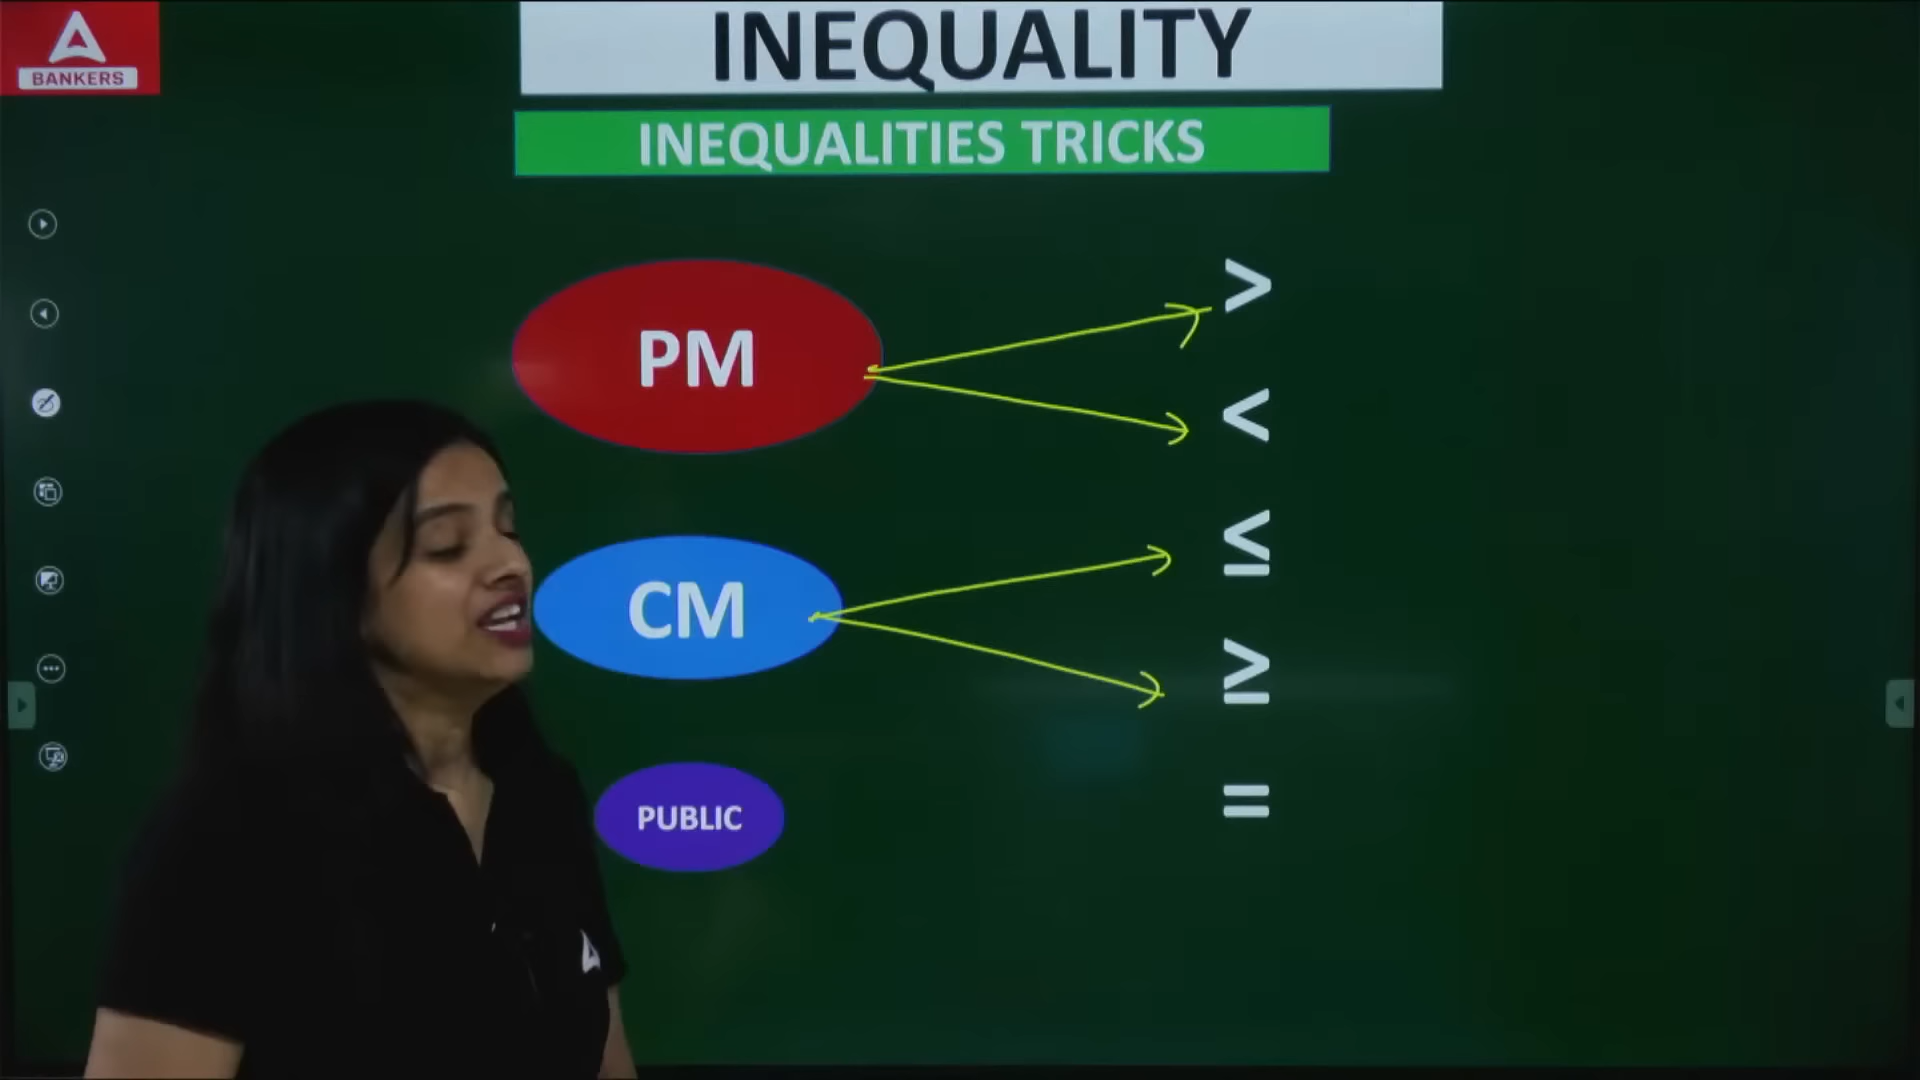 BANKERS
INEQUALITY
INEQUALITIES TRICKS
PM
>
<
CM
≤
≥
PUBLIC
=